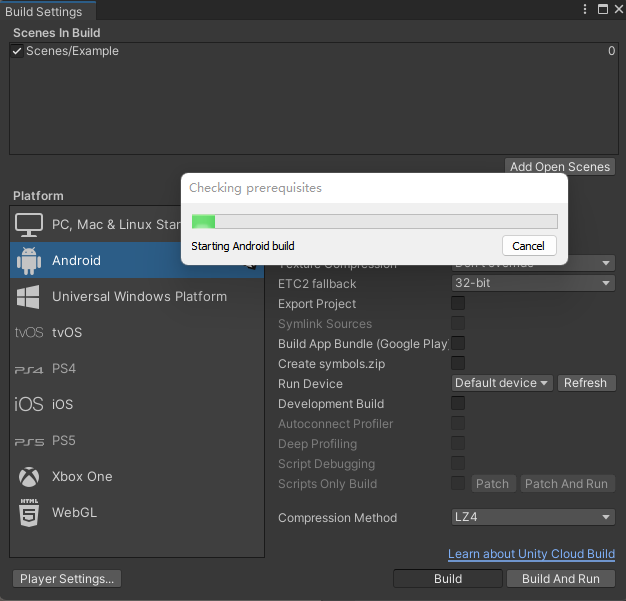 Build Settings
Scenes In Build
Scenes/Example 0
Add Open Scenes
Checking prerequisites
Starting Android build
Cancel
Platform
PC, Mac & Linux Stan
Android
Universal Windows Platform
tvOS tvOS
PS4 PS4
iOS iOS
PS5 PS5
Xbox One
HTML 5 WebGL
Texture Compression Don't override
ETC2 fallback 32-bit
Export Project
Symlink Sources
Build App Bundle (Google Play
Create symbols.zip
Run Device Default device Refresh
Development Build
Autoconnect Profiler
Deep Profiling
Script Debugging
Scripts Only Build Patch Patch And Run
Compression Method LZ4
Learn about Unity Cloud Build
Player Settings... Build Build And Run